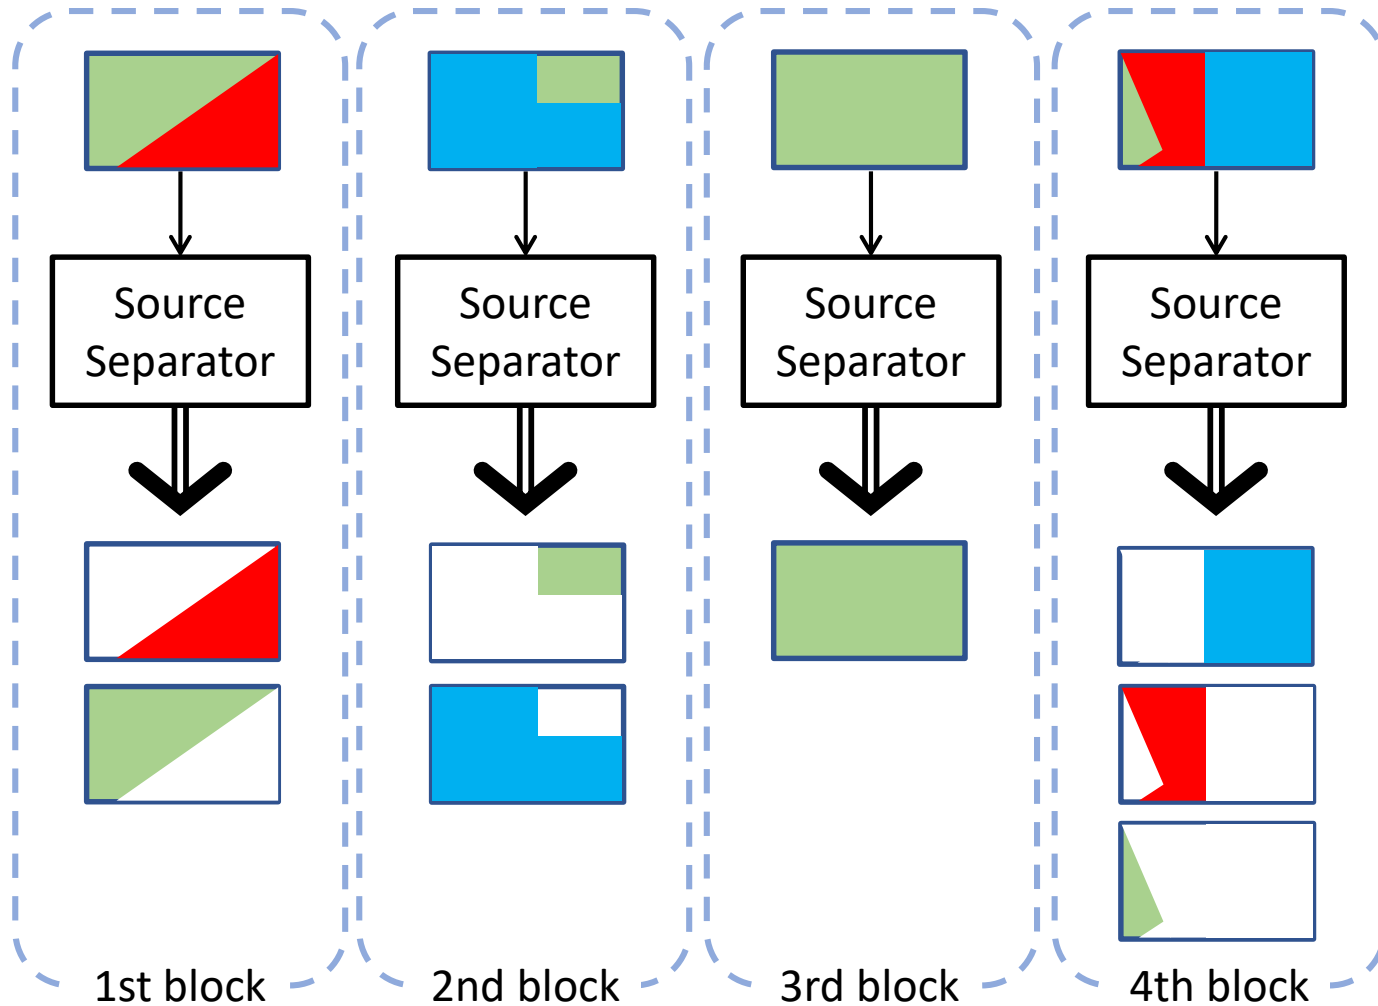 Source
Separator
Source
Separator
Source
Separator
Source
Separator
1st block
2nd block
3rd block
4th block